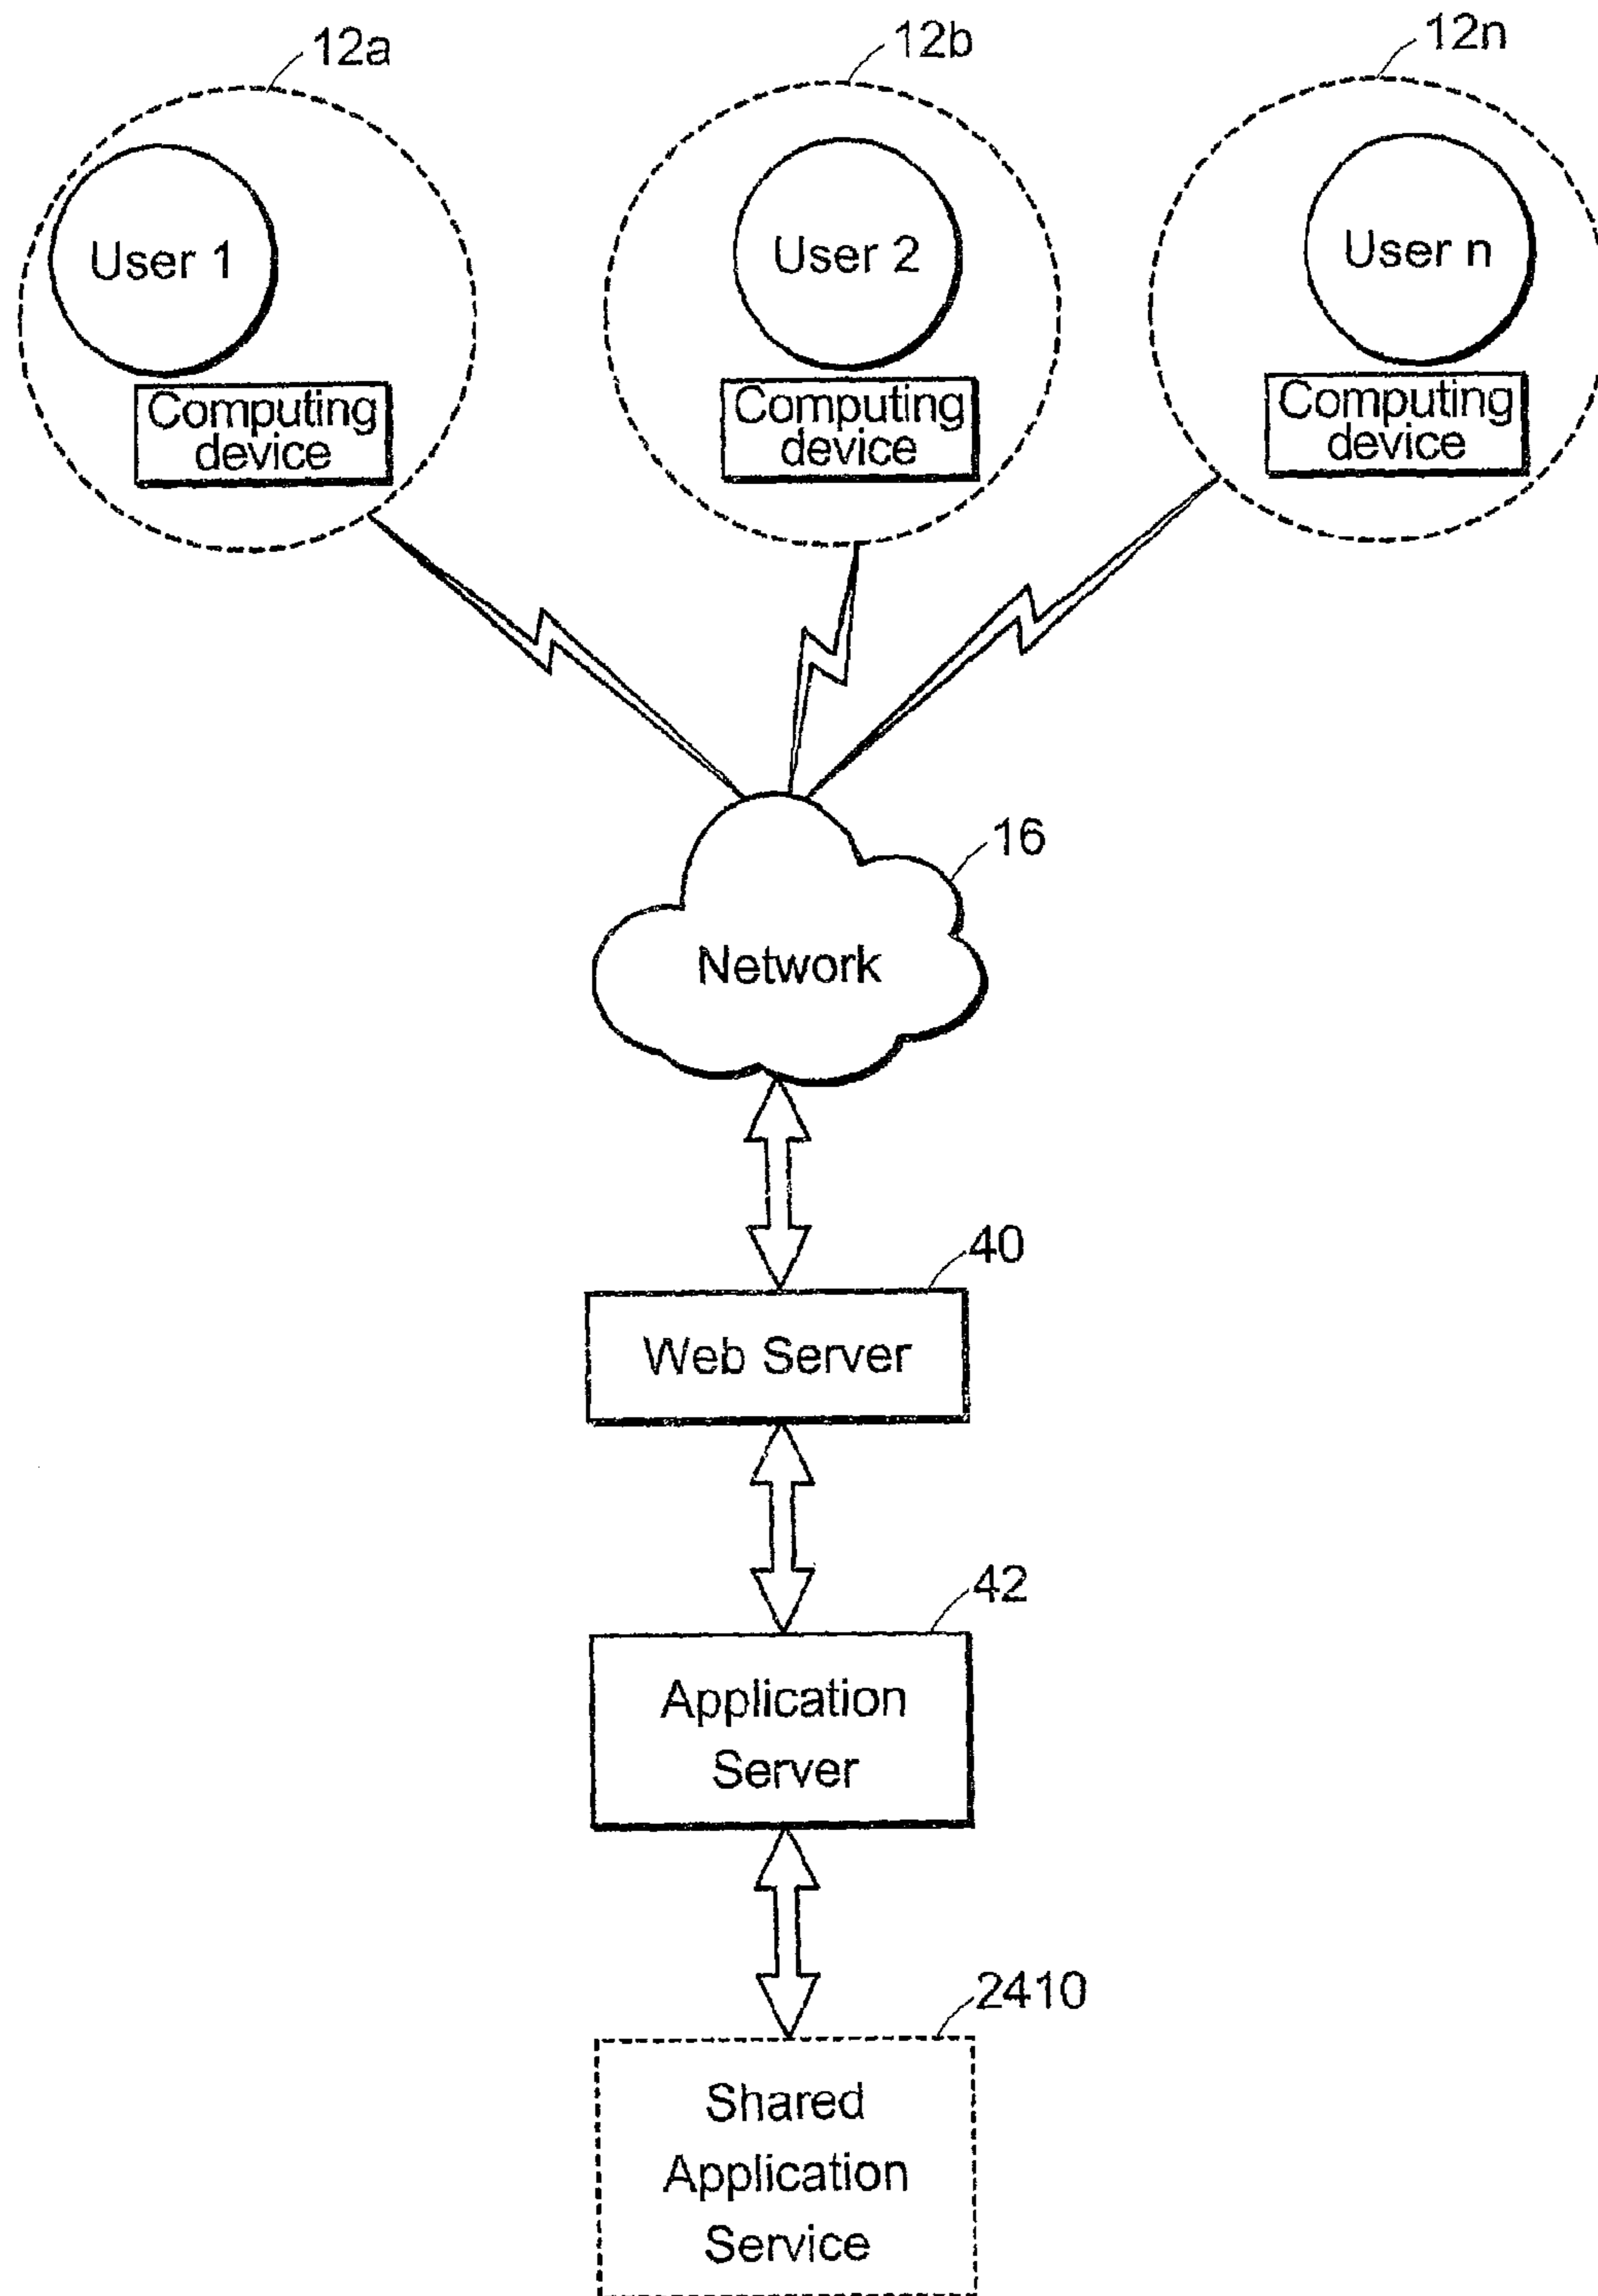 12a
12b
12n
User 1
User 2
User n
Computing
device
Computing
device
Computing
device
16
Network
40
Web Server
42
Application
Server
2410
Shared
Application
Service